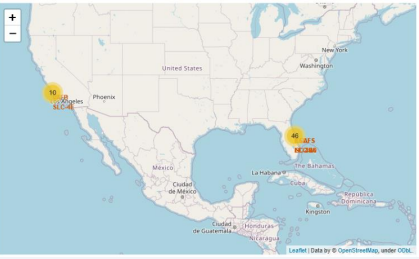 +
−
New York
Washington
United States
10
Angeles
Phoenix
SLC-4E
46
México
Ciudad
de México
La Habana
The Bahamas
Cuba
República
Dominicana
Kingston
Ciudad
de Guatemala
Honduras
Nicaragua
Leaflet | Data by © OpenStreetMap, under ODbL.